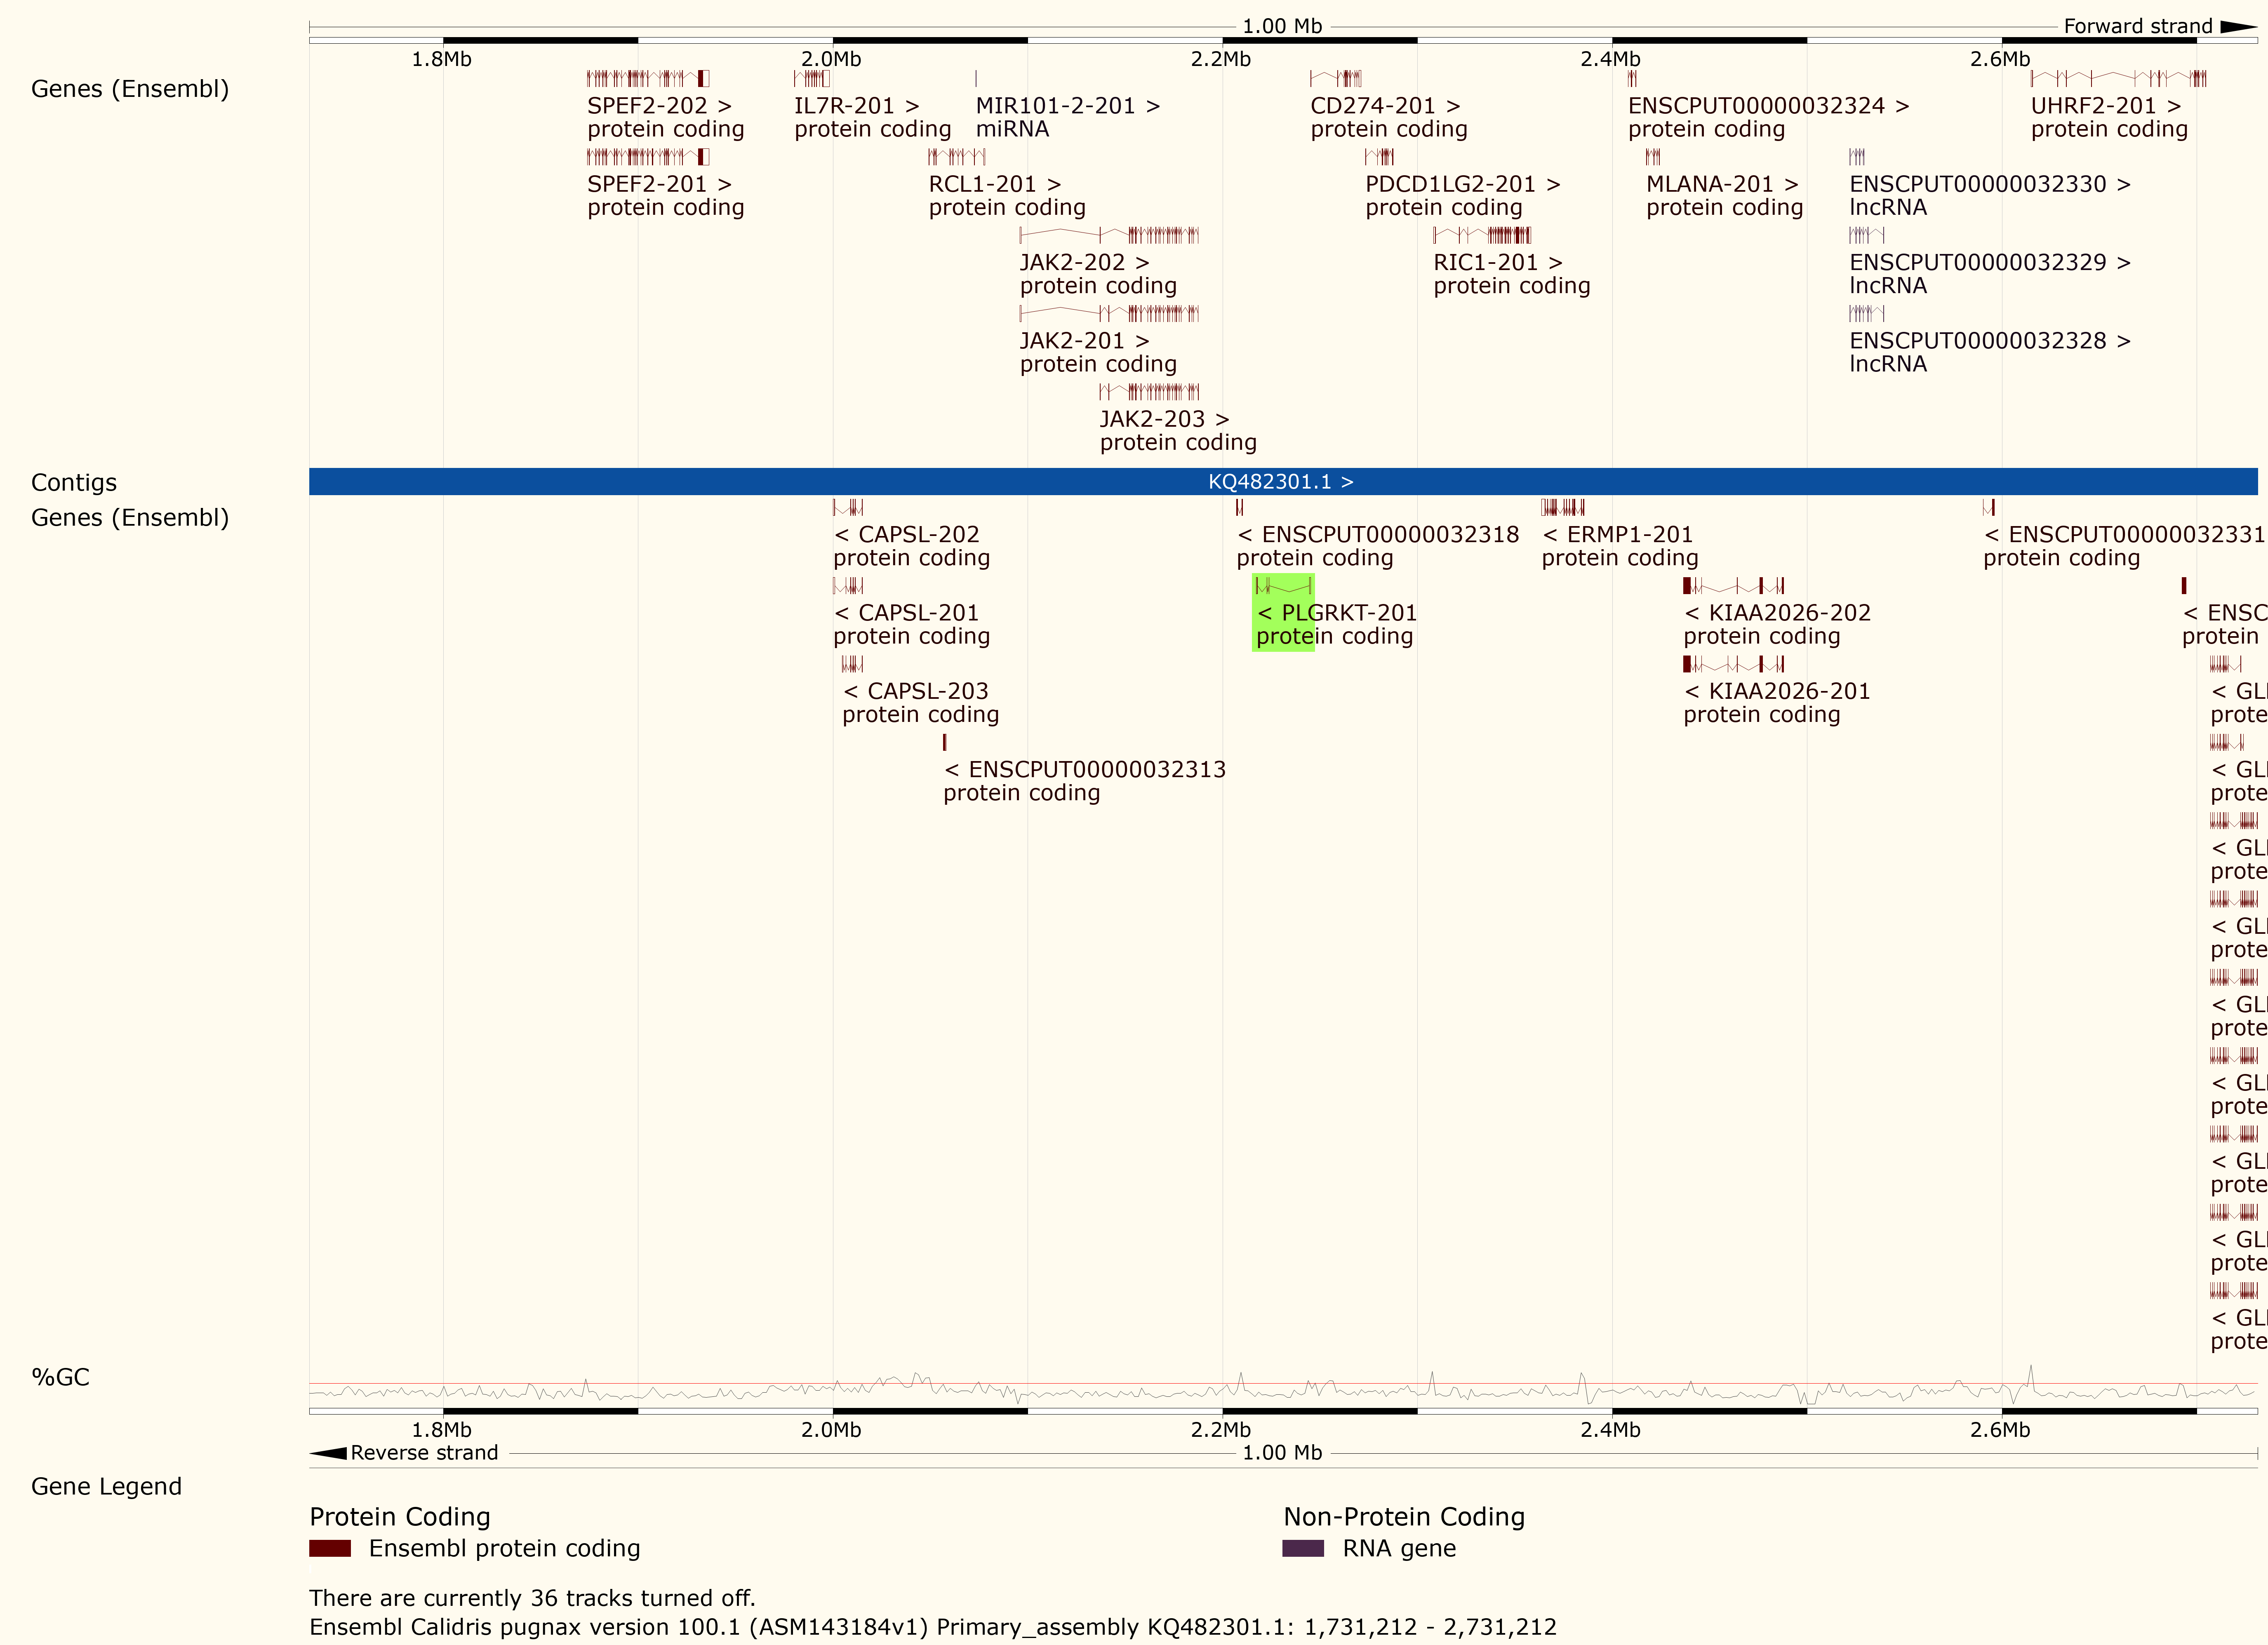 1.00 Mb Forward strand
1.8Mb 2.0Mb 2.2Mb 2.4Mb 2.6Mb
Genes (Ensembl)
SPEF2-202 > IL7R-201 > MIR101-2-201 > CD274-201 > ENSCPUT00000032324 > UHRF2-201 >
protein coding protein coding miRNA protein coding protein coding protein coding
SPEF2-201 > RCL1-201 > PDCD1LG2-201 > MLANA-201 > ENSCPUT00000032330 >
protein coding protein coding protein coding protein coding lncRNA
JAK2-202 > RIC1-201 > ENSCPUT00000032329 >
protein coding protein coding lncRNA
JAK2-201 > ENSCPUT00000032328 >
protein coding lncRNA
JAK2-203 >
protein coding
Contigs KQ482301.1 >
Genes (Ensembl)
< CAPSL-202 < ENSCPUT00000032318 < ERMP1-201 < ENSCPUT00000032331
protein coding protein coding protein coding protein coding
< CAPSL-201 < PLGRKT-201 < KIAA2026-202 < ENSC
protein coding protein coding protein coding protein
< CAPSL-203 < KIAA2026-201
protein coding protein coding prote
< ENSCPUT00000032313
protein coding prote
prote
prote
prote
prote
prote
prote
prote
%GC
1.8Mb 2.0Mb 2.2Mb 2.4Mb 2.6Mb
Reverse strand 1.00 Mb
Gene Legend
Protein Coding Non-Protein Coding
Ensembl protein coding RNA gene
There are currently 36 tracks turned off.
Ensembl Calidris pugnax version 100.1 (ASM143184v1) Primary_assembly KQ482301.1: 1,731,212 - 2,731,212